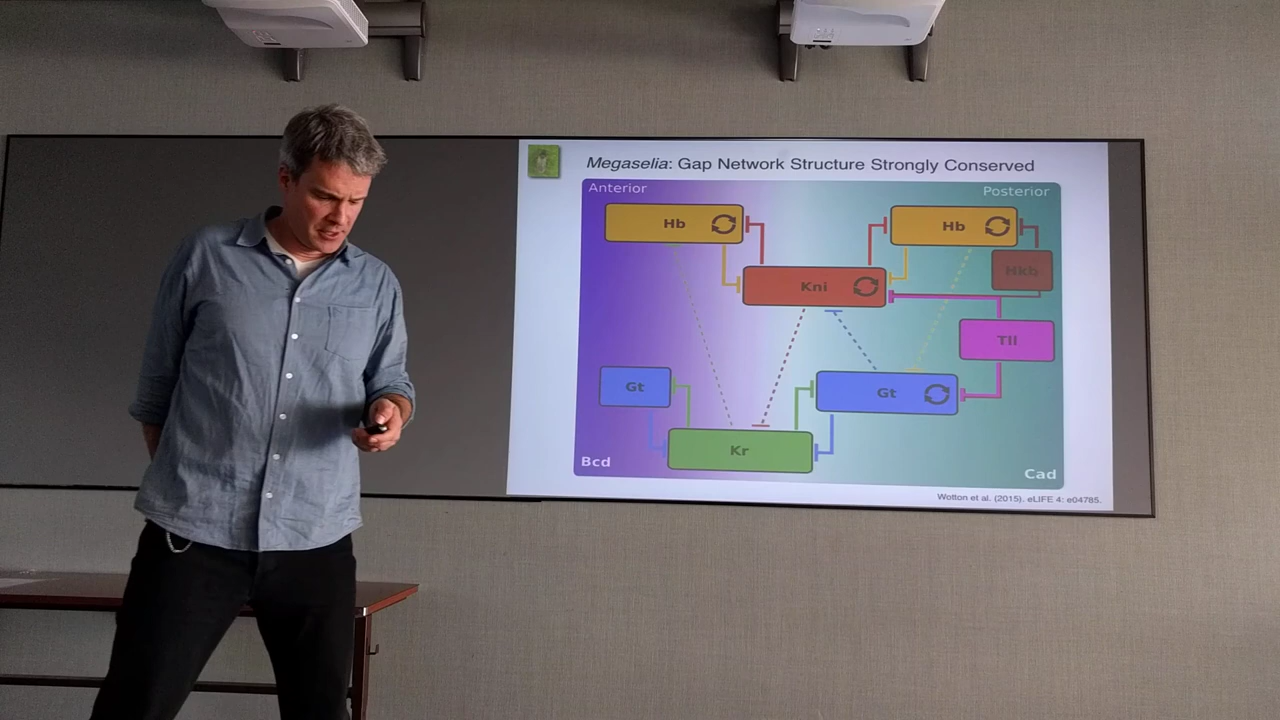 Megaselia: Gap Network Structure Strongly Conserved
Anterior
Posterior
Hb
Hb
Hkb
Kni
Tll
Gt
Gt
Kr
Bcd
Cad
Wotton et al. (2015). eLIFE 4: e04785.